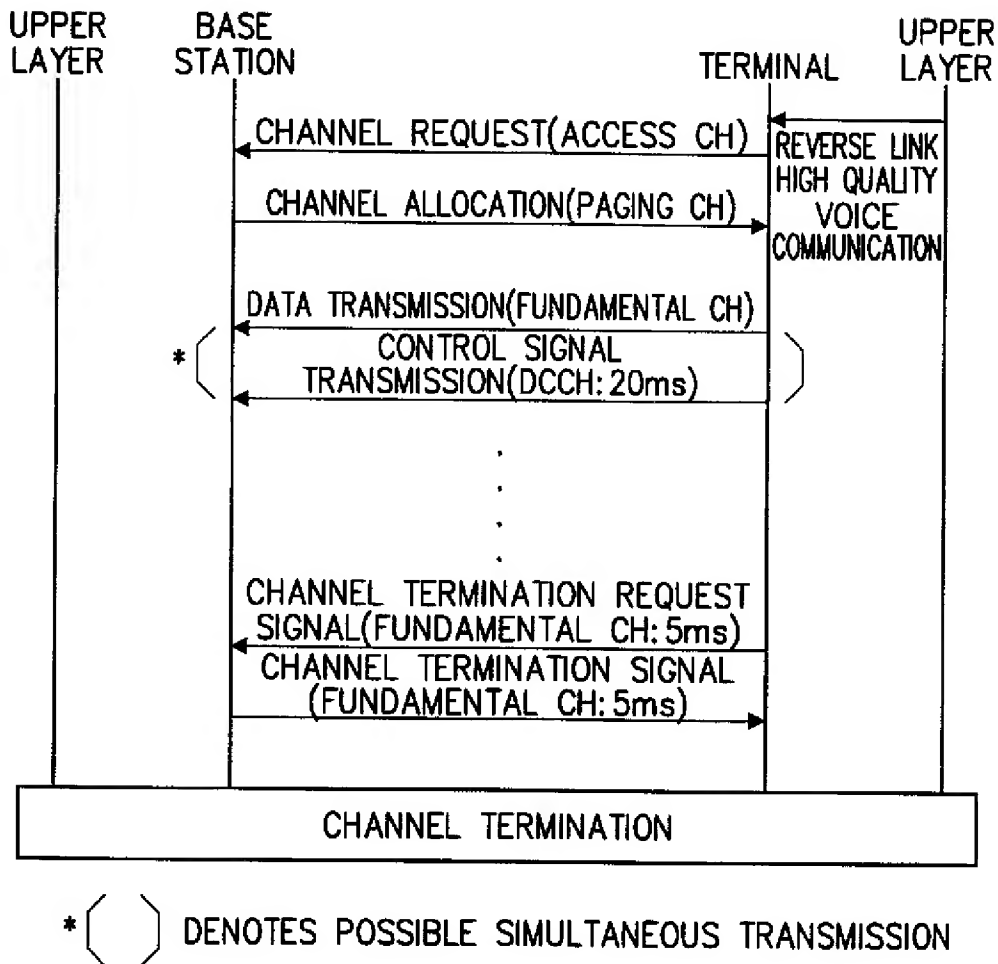 UPPER
LAYER
BASE
STATION
TERMINAL
UPPER
LAYER
CHANNEL REQUEST(ACCESS CH)
REVERSE LINK
HIGH QUALITY
VOICE
COMMUNICATION
CHANNEL ALLOCATION(PAGING CH)
DATA TRANSMISSION(FUNDAMENTAL CH)
*
CONTROL SIGNAL
TRANSMISSION(DCCH: 20ms)
CHANNEL TERMINATION REQUEST
SIGNAL(FUNDAMENTAL CH: 5ms)
CHANNEL TERMINATION SIGNAL
(FUNDAMENTAL CH: 5ms)
CHANNEL TERMINATION
*( ) DENOTES POSSIBLE SIMULTANEOUS TRANSMISSION